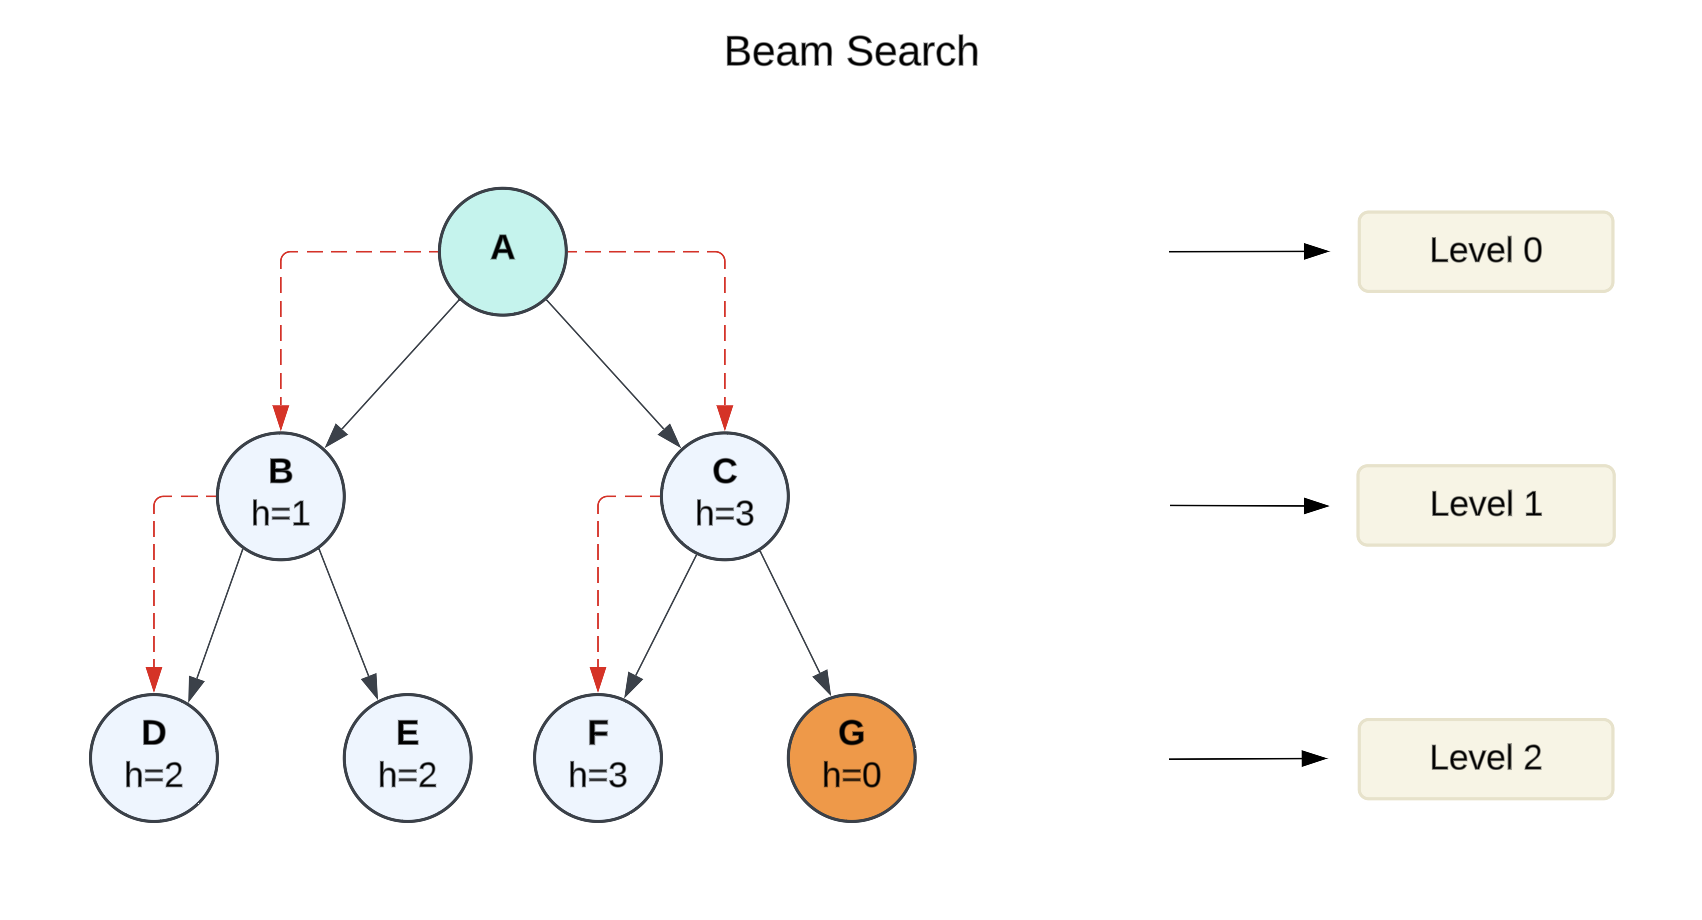 Beam Search
A
Level 0
B
h=1
C
h=3
Level 1
D
h=2
E
h=2
F
h=3
G
h=0
Level 2